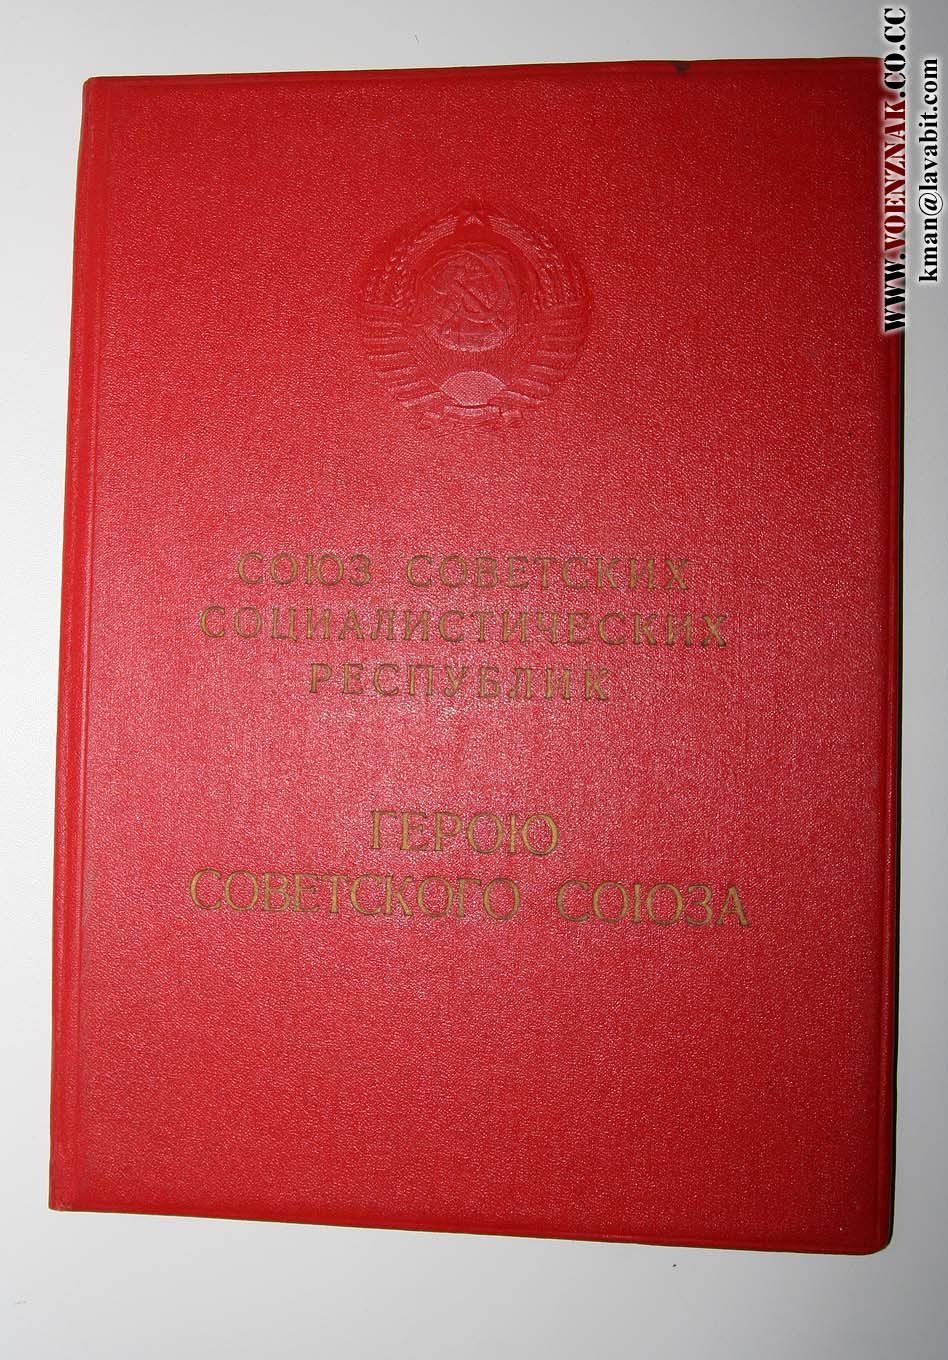 СОЮЗ СОВЕТСКИХ
СОЦИАЛИСТИЧЕСКИХ
РЕСПУБЛИК
ГЕРОЮ
СОВЕТСКОГО СОЮЗА
WWW.VOENZNAK.CO.CC
kman@lavabit.com